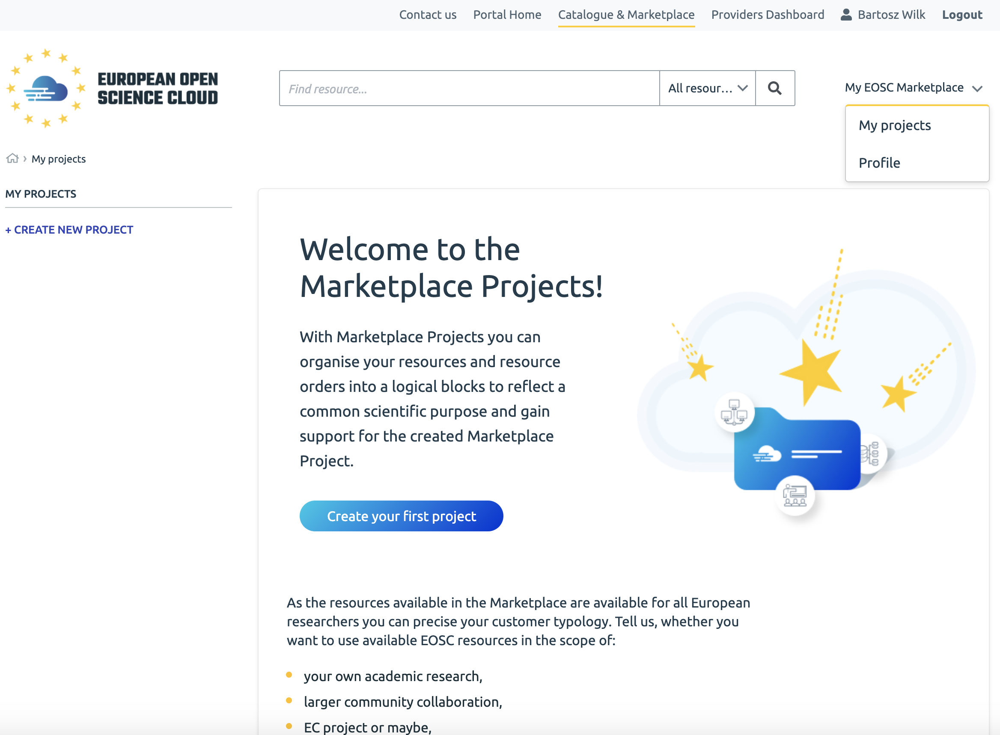 Contact us Portal Home Catalogue & Marketplace Providers Dashboard Bartosz Wilk Logout
EUROPEAN OPEN
SCIENCE CLOUD
Find resource...
All resour...
My EOSC Marketplace
My projects
Profile
My projects
MY PROJECTS
+ CREATE NEW PROJECT
Welcome to the
Marketplace Projects!
With Marketplace Projects you can
organise your resources and resource
orders into a logical blocks to reflect a
common scientific purpose and gain
support for the created Marketplace
Project.
Create your first project
As the resources available in the Marketplace are available for all European
researchers you can precise your customer typology. Tell us, whether you
want to use available EOSC resources in the scope of:
your own academic research,
larger community collaboration,
EC project or maybe,